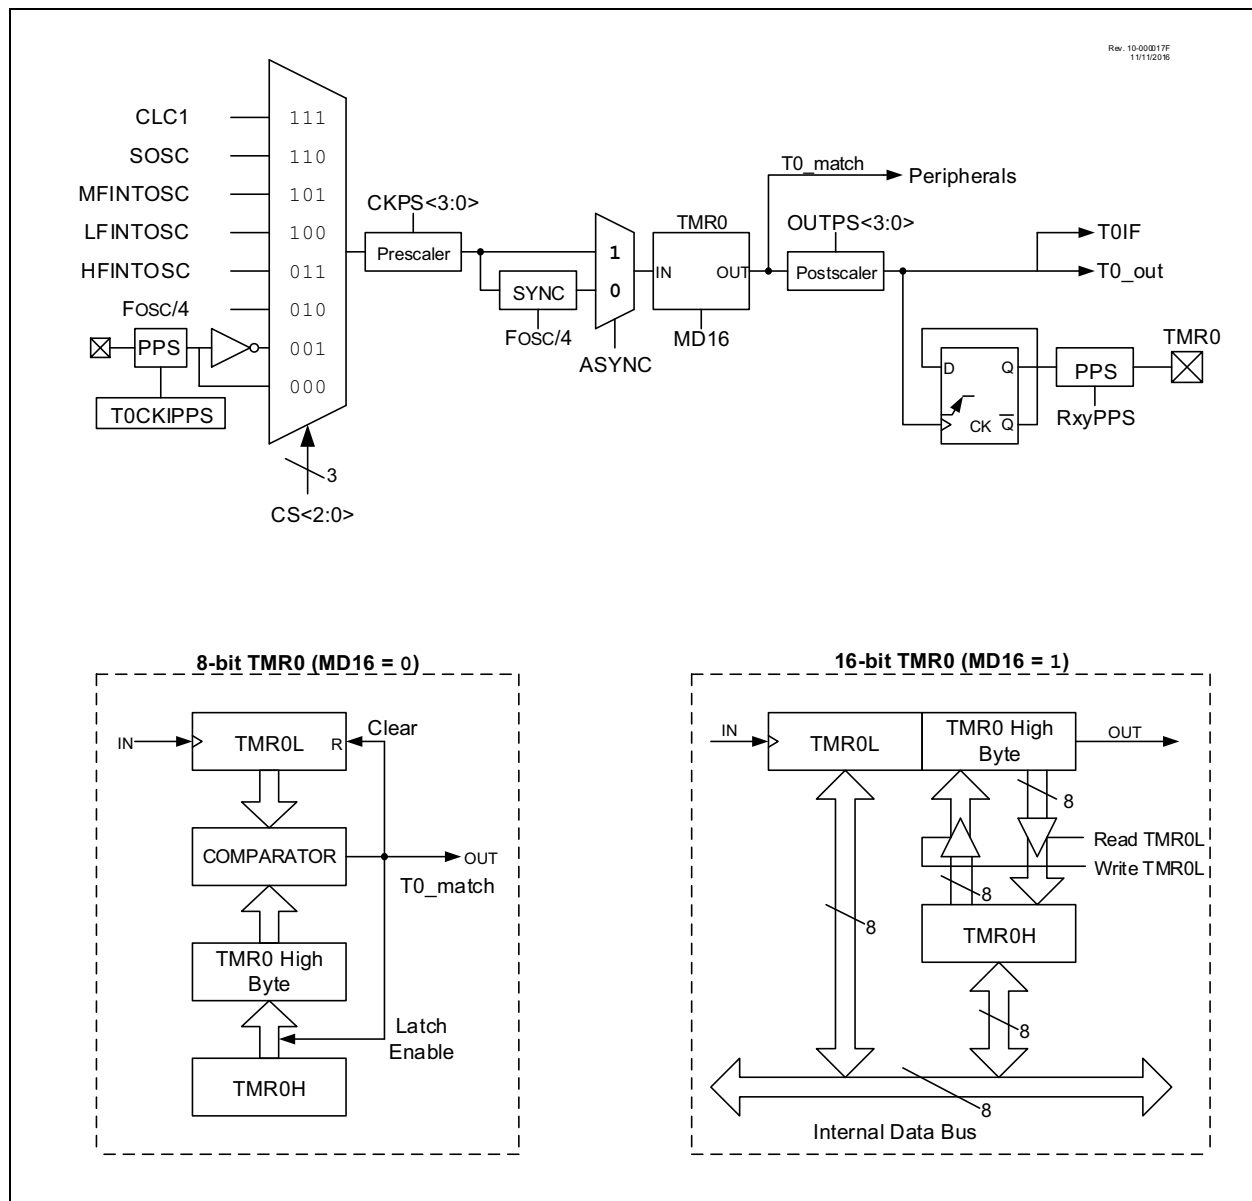 Rev. 10-000017F
11/11/2016
CLC1
111
SOSC
110
MFINTOSC
101
LFINTOSC
100
HFINTOSC
011
FOSC/4
010
PPS
001
000
T0CKIPPS
3
CS<2:0>
CKPS<3:0>
Prescaler
SYNC
FOSC/4
1
0
ASYNC
TMR0
IN
OUT
MD16
T0_match
Peripherals
OUTPS<3:0>
Postscaler
T0IF
T0_out
D
Q
CK
Q
PPS
RxyPPS
TMR0
8-bit TMR0 (MD16 = 0)
IN
TMR0L
R
Clear
COMPARATOR
OUT
T0_match
TMR0 High
Byte
Latch
Enable
TMR0H
16-bit TMR0 (MD16 = 1)
IN
TMR0L
TMR0 High
Byte
OUT
8
Read TMR0L
Write TMR0L
8
8
TMR0H
8
8
Internal Data Bus